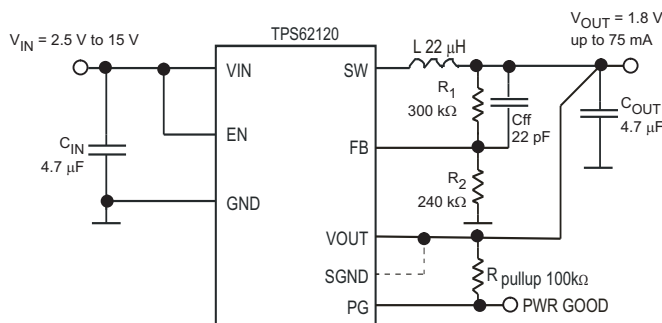 TPS62120
V_IN = 2.5 V to 15 V
V_OUT = 1.8 V
up to 75 mA
L 22 µH
VIN
SW
R_1
300 kΩ
Cff
22 pF
C_OUT
4.7 µF
EN
C_IN
4.7 µF
FB
R_2
240 kΩ
GND
VOUT
SGND
R_pullup 100kΩ
PG
PWR GOOD